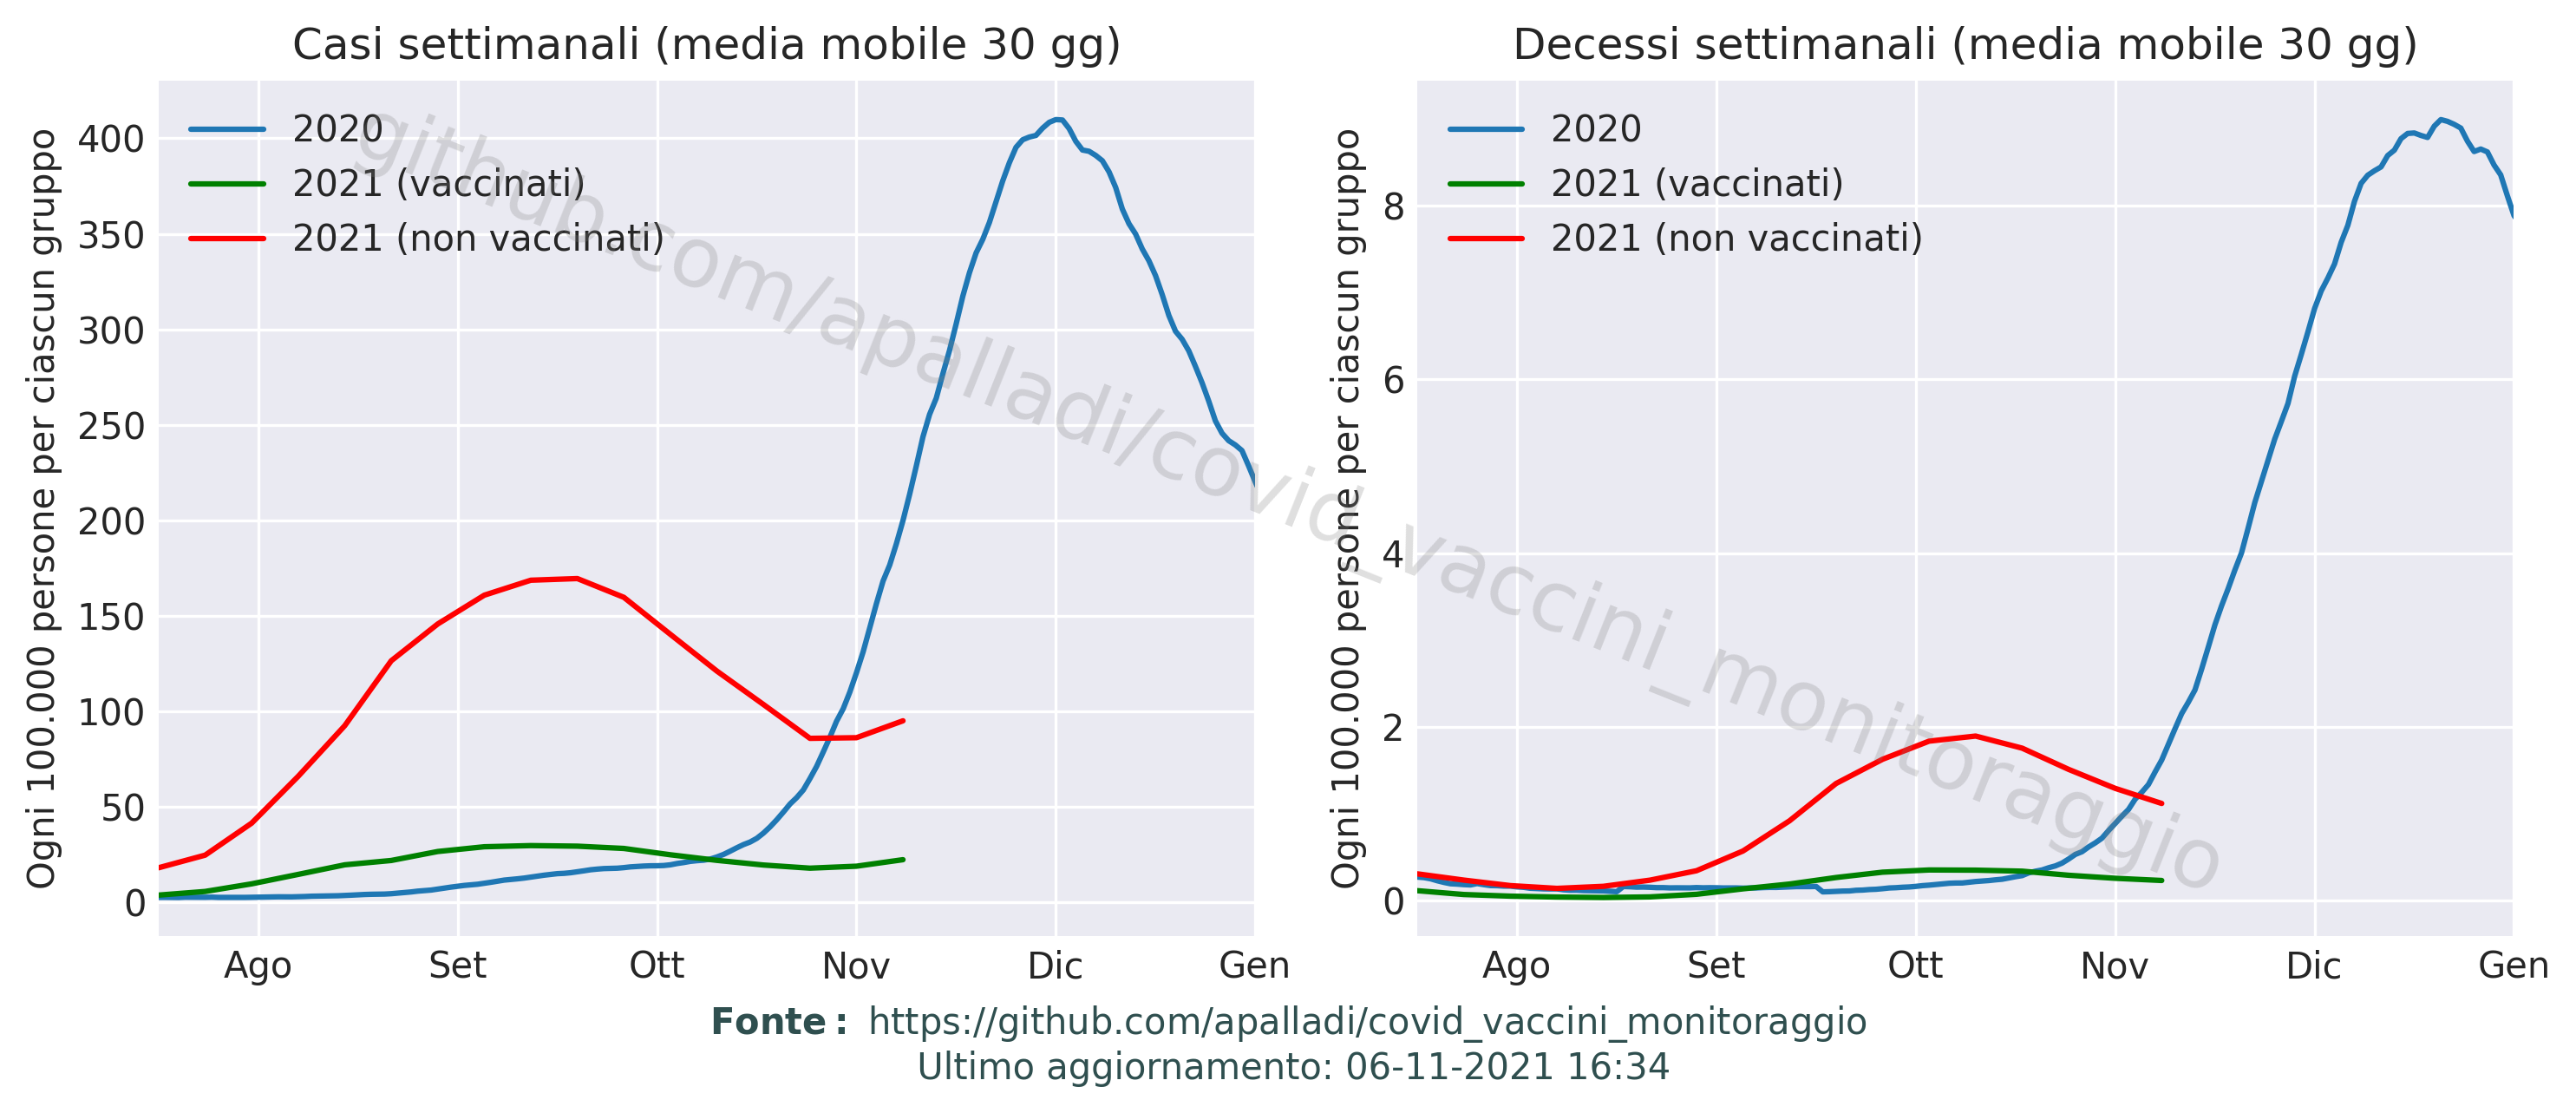 Casi settimanali (media mobile 30 gg)
Ogni 100.000 persone per ciascun gruppo
400
350
300
250
200
150
100
50
0
2020
2021 (vaccinati)
2021 (non vaccinati)
Ago Set Ott Nov Dic Gen
Decessi settimanali (media mobile 30 gg)
Ogni 100.000 persone per ciascun gruppo
8
6
4
2
0
2020
2021 (vaccinati)
2021 (non vaccinati)
Ago Set Ott Nov Dic Gen
github.com/apalladi/covid_vaccini_monitoraggio
Fonte: https://github.com/apalladi/covid_vaccini_monitoraggio
Ultimo aggiornamento: 06-11-2021 16:34